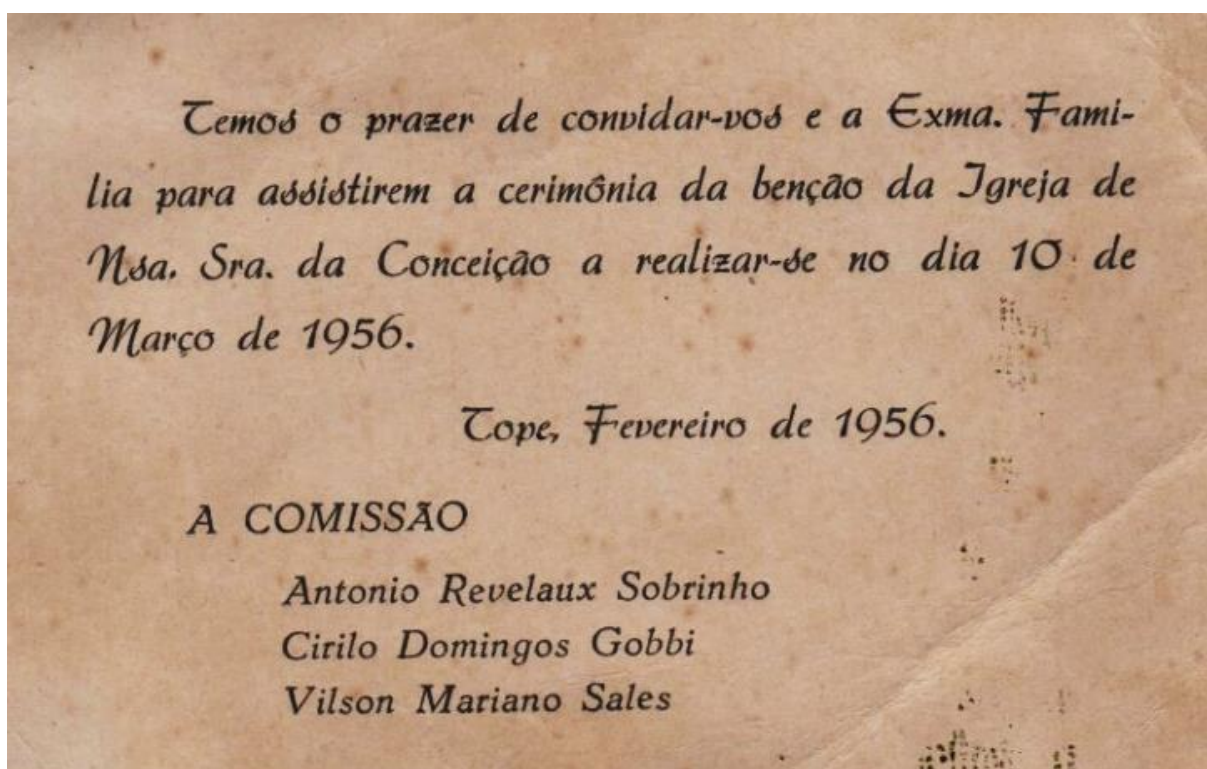 Temos o prazer de convidar-vos e a Exma. Fami-
lia para assistirem a cerimônia da benção da Igreja de
Nsa. Sra. da Conceição a realizar-se no dia 10 de
Março de 1956.
Tope, Fevereiro de 1956.
A COMISSÃO
Antonio Revelaux Sobrinho
Cirilo Domingos Gobbi
Vilson Mariano Sales